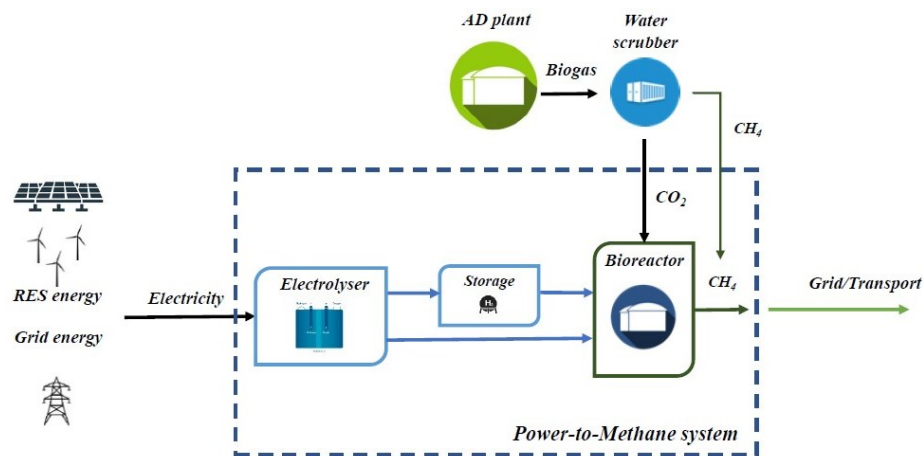 AD plant
Water
scrubber
Biogas
CH4
CO2
Electrolyser
Storage
H2
Bioreactor
RES energy
Electricity
CH4
Grid/Transport
Grid energy
Power-to-Methane system